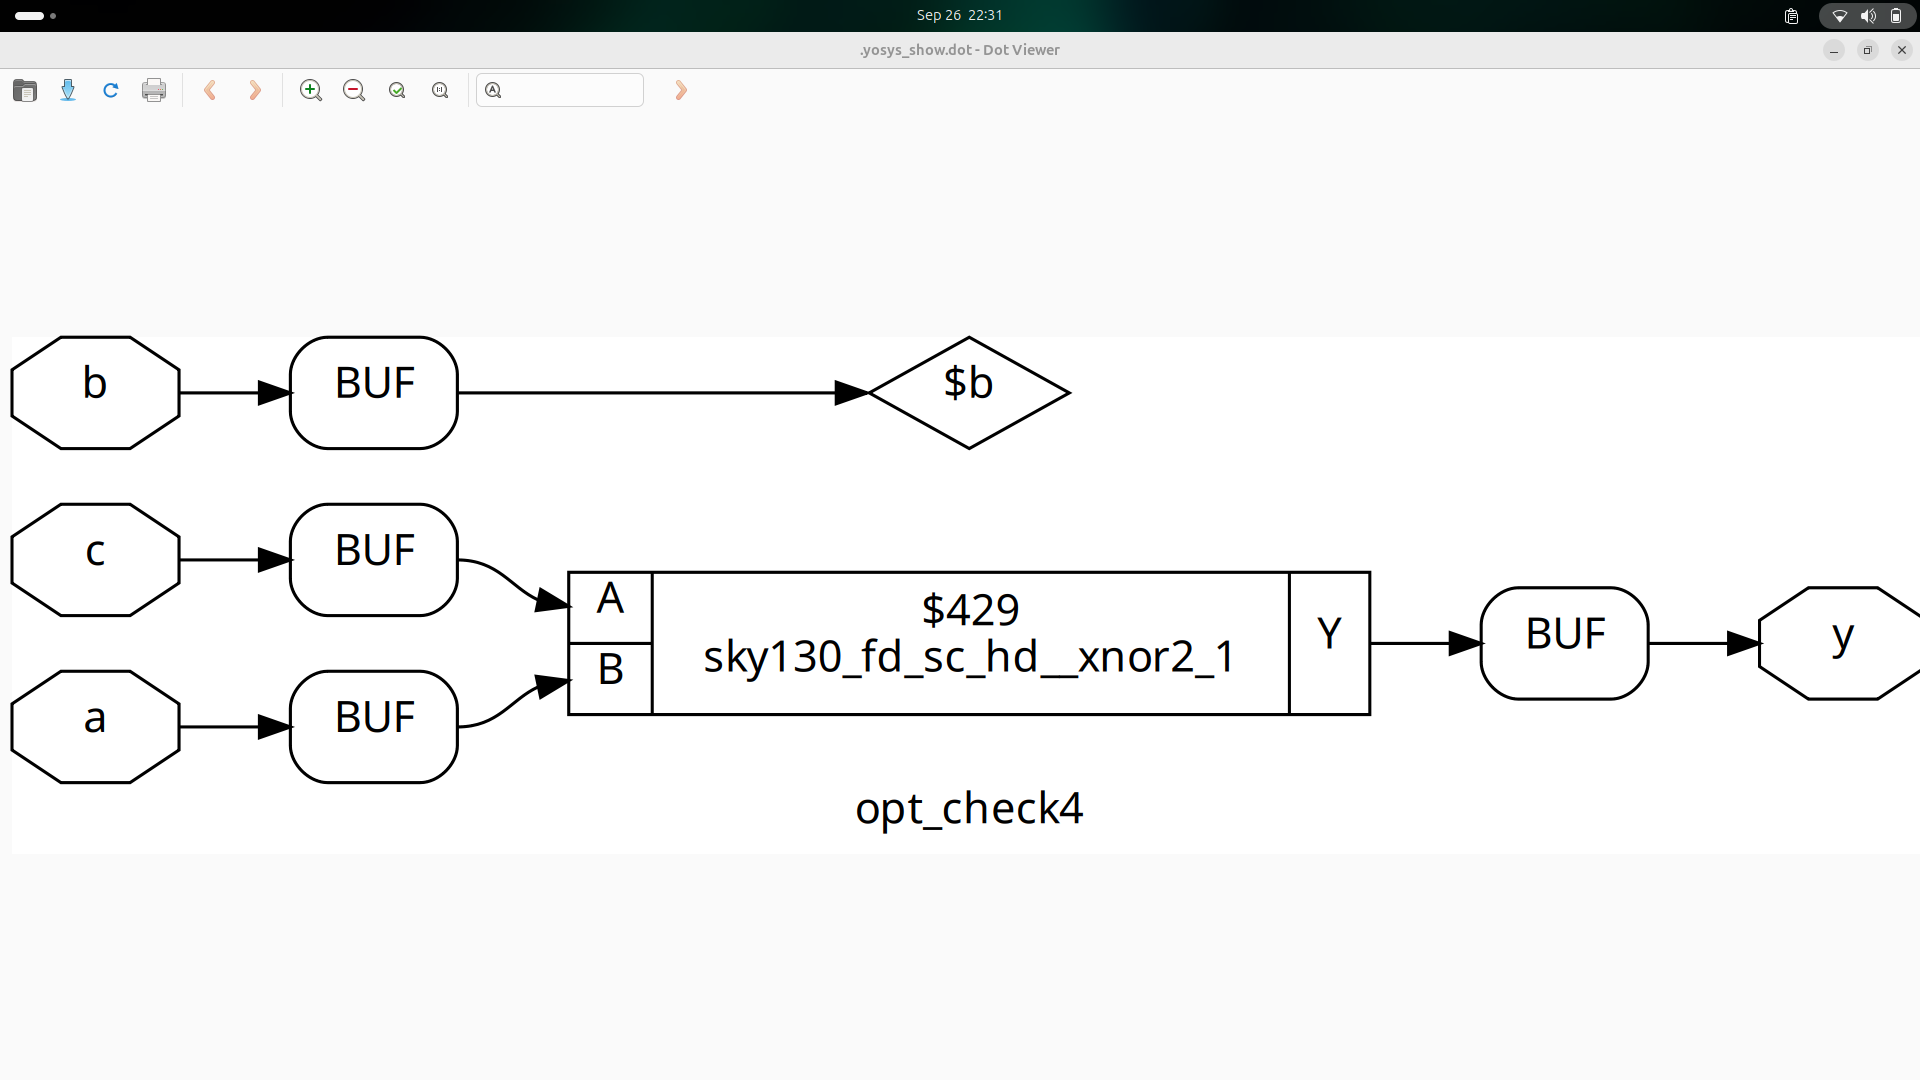 Sep 26 22:31
.yosys_show.dot - Dot Viewer
b
BUF
$b
c
BUF
A
$429
sky130_fd_sc_hd__xnor2_1
Y
BUF
y
B
a
BUF
opt_check4